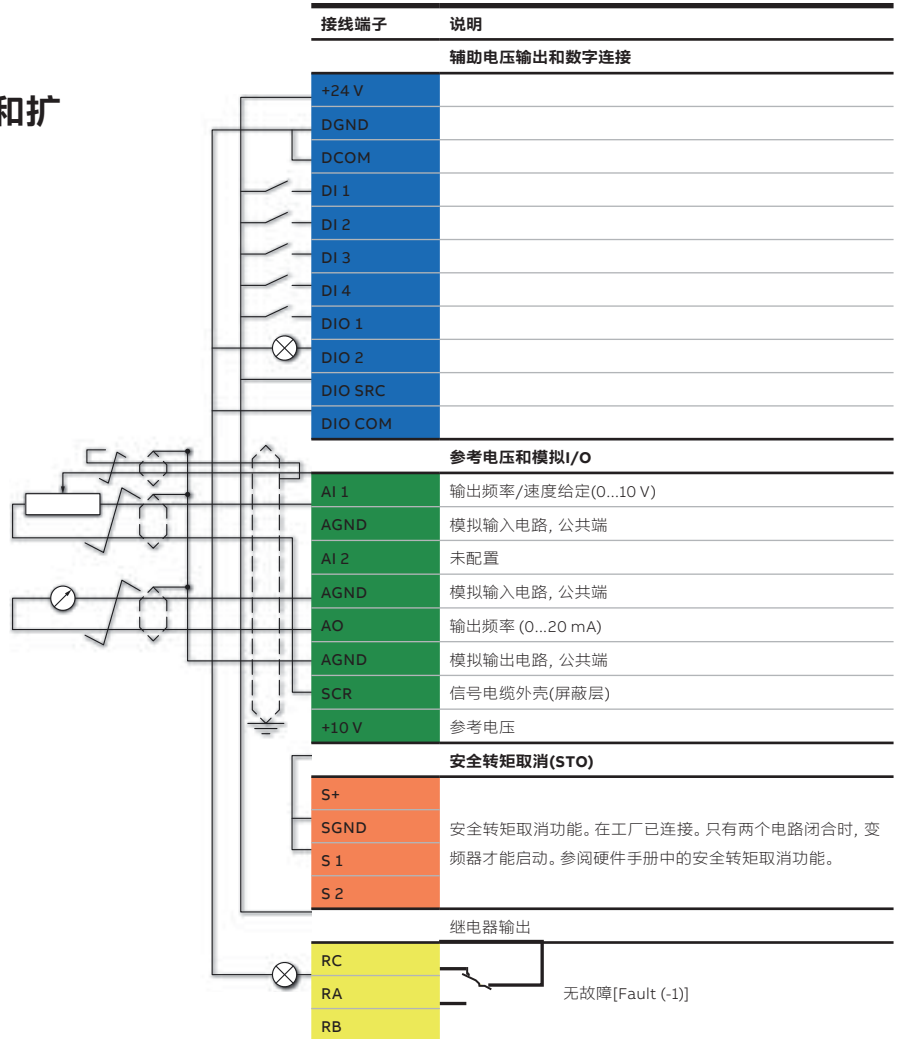 接线端子 说明
辅助电压输出和数字连接
和扩
+24 V
DGND
DCOM
DI 1
DI 2
DI 3
DI 4
DIO 1
DIO 2
DIO SRC
DIO COM
参考电压和模拟I/O
AI 1 输出频率/速度给定(0...10 V)
AGND 模拟输入电路, 公共端
AI 2 未配置
AGND 模拟输入电路, 公共端
AO 输出频率 (0...20 mA)
AGND 模拟输出电路, 公共端
SCR 信号电缆外壳(屏蔽层)
+10 V 参考电压
安全转矩取消(STO)
S+
SGND
S 1
S 2
安全转矩取消功能。在工厂已连接。只有两个电路闭合时, 变
频器才能启动。参阅硬件手册中的安全转矩取消功能。
继电器输出
RC
RA 无故障[Fault (-1)]
RB